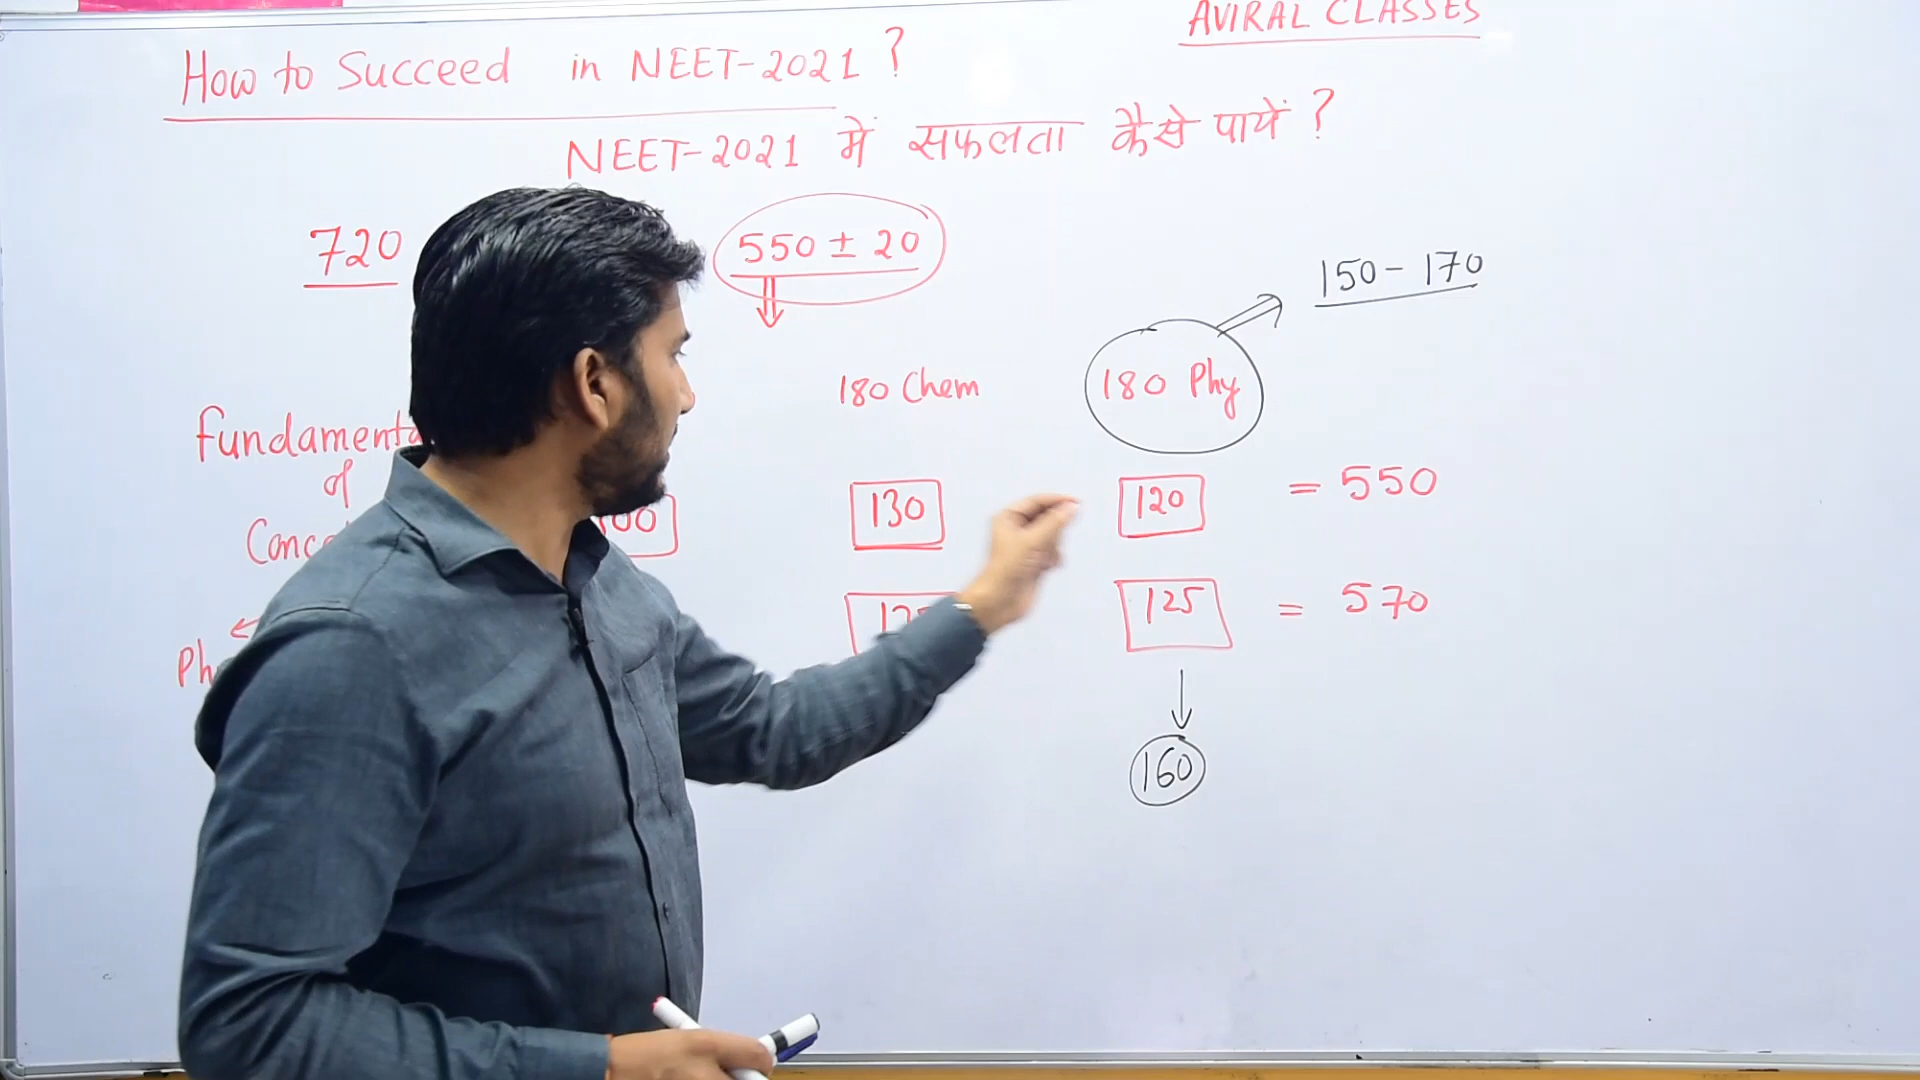 AVIRAL CLASSES
How to Succeed in NEET-2021 ?
NEET-2021 में सफलता कैसे पायें ?
720
550 ± 20
150 - 170
180 Chem
180 Phy
of
130
120
= 550
125
= 570
160